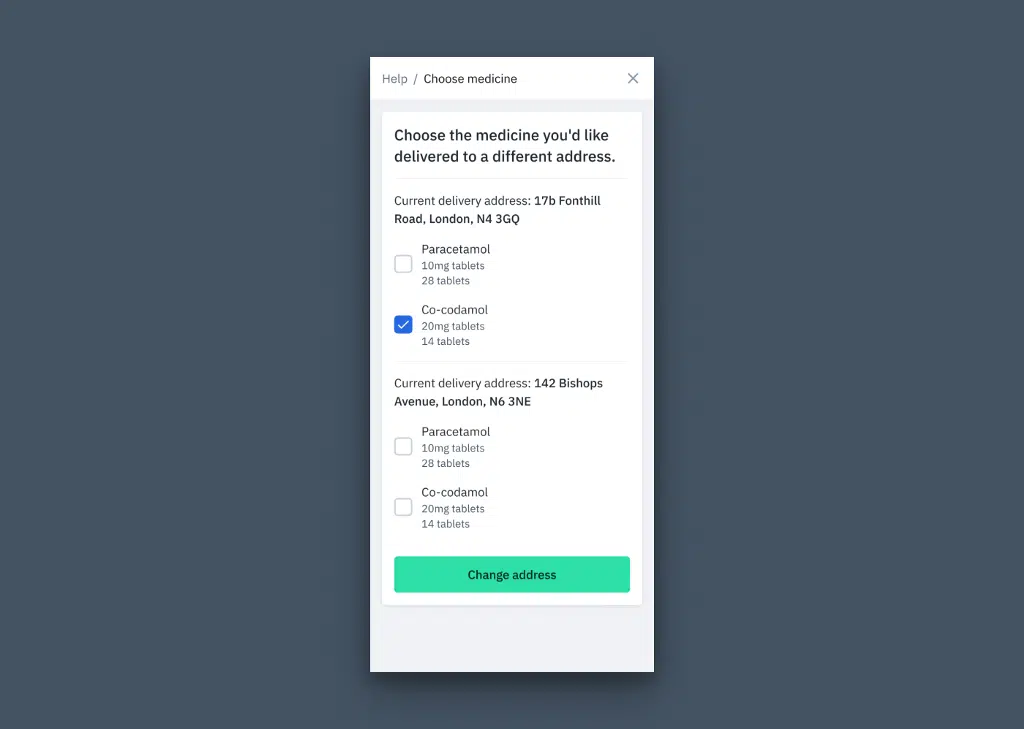 Help / Choose medicine
Choose the medicine you'd like
delivered to a different address.
Current delivery address: 17b Fonthill
Road, London, N4 3GQ
Paracetamol
10mg tablets
28 tablets
Co-codamol
20mg tablets
14 tablets
Current delivery address: 142 Bishops
Avenue, London, N6 3NE
Paracetamol
10mg tablets
28 tablets
Co-codamol
20mg tablets
14 tablets
Change address